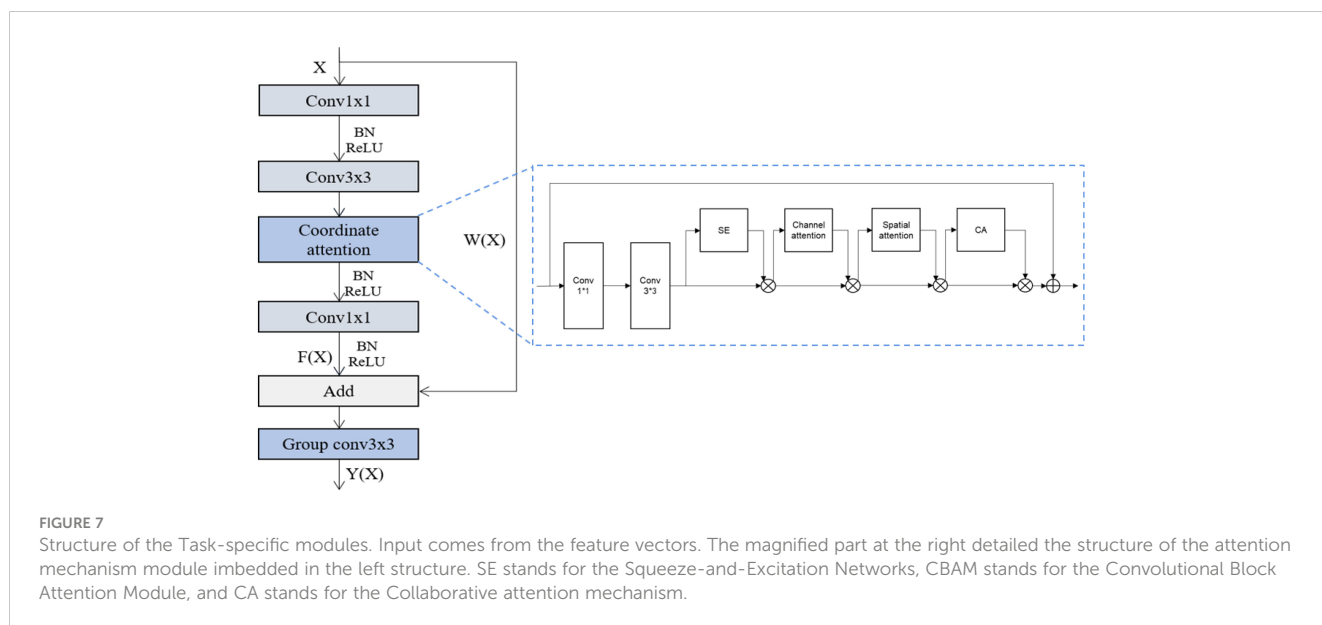 X
Conv1x1
BN
ReLU
Conv3x3
Coordinate
attention
BN
ReLU
Conv1x1
F(X)
BN
ReLU
Add
Group conv3x3
Y(X)
W(X)
Conv
1*1
Conv
3*3
SE
Channel
attention
Spatial
attention
CA
FIGURE 7
Structure of the Task-specific modules. Input comes from the feature vectors. The magnified part at the right detailed the structure of the attention
mechanism module imbedded in the left structure. SE stands for the Squeeze-and-Excitation Networks, CBAM stands for the Convolutional Block
Attention Module, and CA stands for the Collaborative attention mechanism.